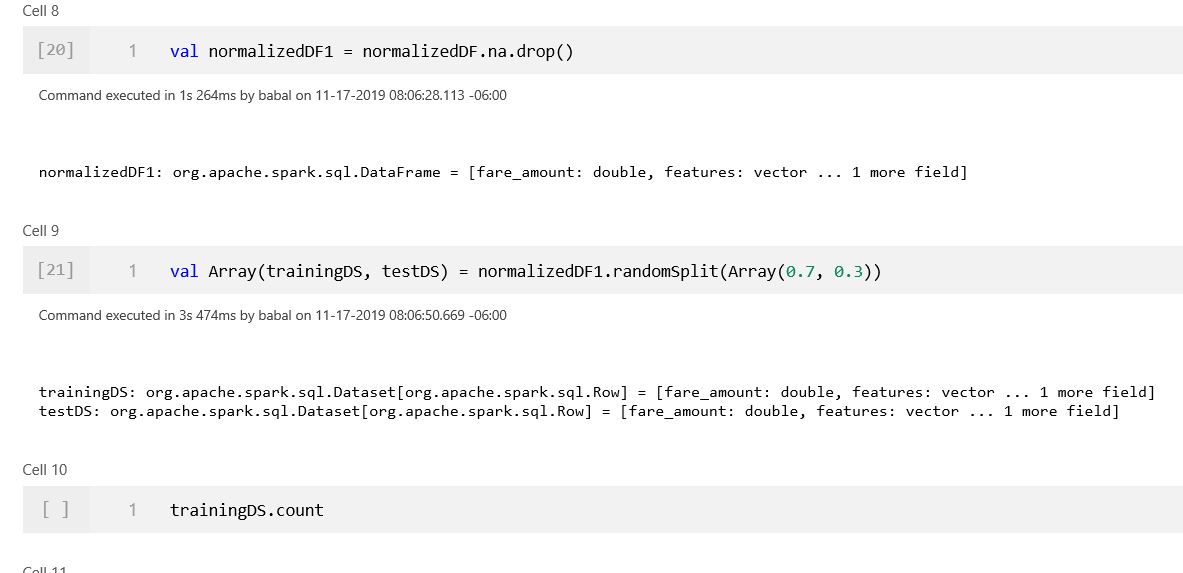 Cell 8
[20] 1 val normalizedDF1 = normalizedDF.na.drop()
Command executed in 1s 264ms by babal on 11-17-2019 08:06:28.113 -06:00
normalizedDF1: org.apache.spark.sql.DataFrame = [fare_amount: double, features: vector ... 1 more field]
Cell 9
[21] 1 val Array(trainingDS, testDS) = normalizedDF1.randomSplit(Array(0.7, 0.3))
Command executed in 3s 474ms by babal on 11-17-2019 08:06:50.669 -06:00
trainingDS: org.apache.spark.sql.Dataset[org.apache.spark.sql.Row] = [fare_amount: double, features: vector ... 1 more field]
testDS: org.apache.spark.sql.Dataset[org.apache.spark.sql.Row] = [fare_amount: double, features: vector ... 1 more field]
Cell 10
[ ] 1 trainingDS.count
Cell 11